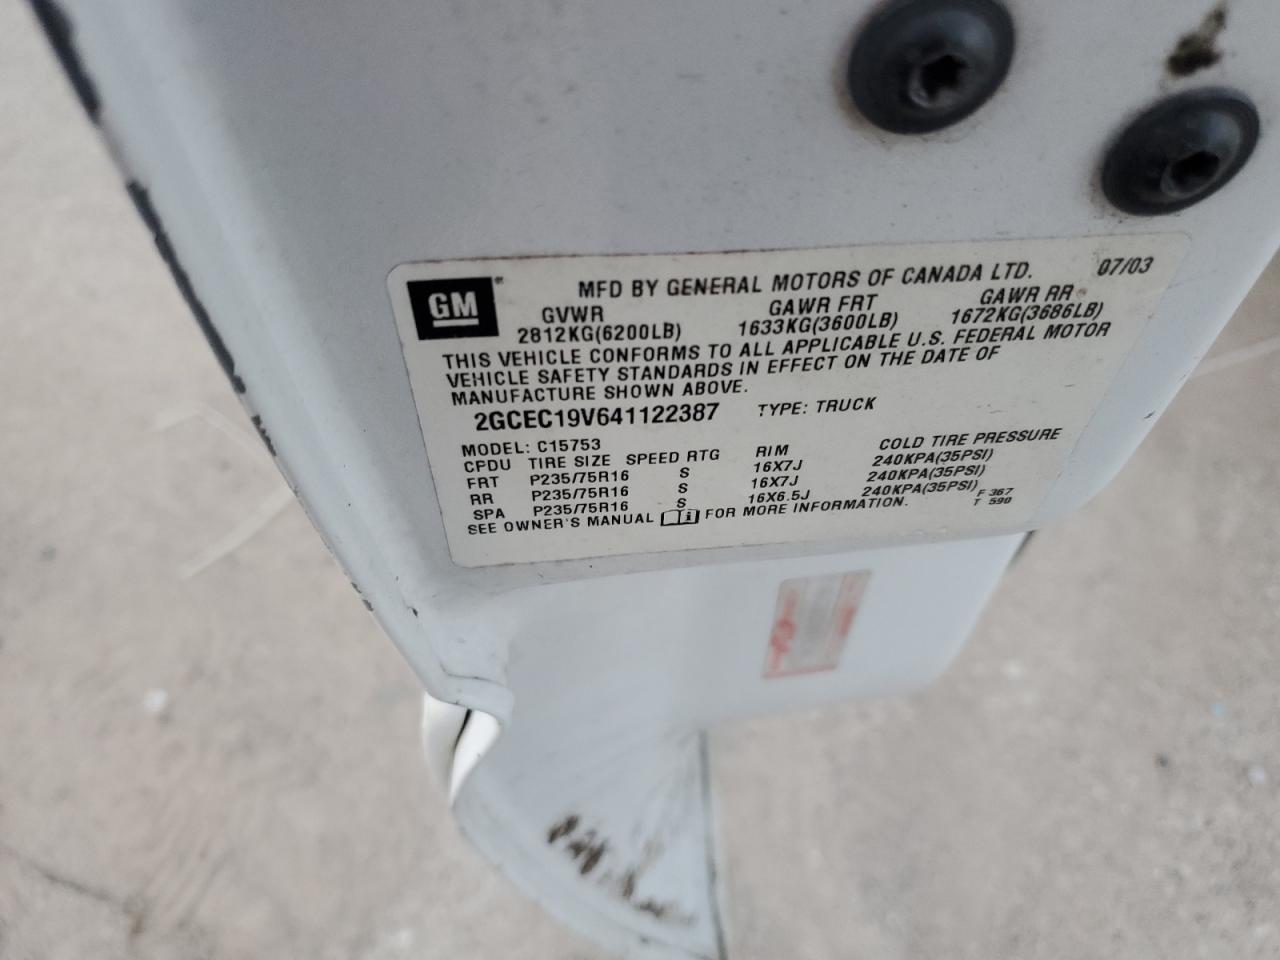 GM
MFD BY GENERAL MOTORS OF CANADA LTD. 07/03
GVWR GAWR FRT GAWR RR
2812KG(6200LB) 1633KG(3600LB) 1672KG(3686LB)
THIS VEHICLE CONFORMS TO ALL APPLICABLE U.S. FEDERAL MOTOR
VEHICLE SAFETY STANDARDS IN EFFECT ON THE DATE OF
MANUFACTURE SHOWN ABOVE.
2GCEC19V641122387 TYPE: TRUCK
MODEL: C15753
CPDU TIRE SIZE SPEED RTG RIM COLD TIRE PRESSURE
FRT P235/75R16 S 16X7J 240KPA(35PSI)
RR P235/75R16 S 16X7J 240KPA(35PSI)
SPA P235/75R16 S 16X6.5J 240KPA(35PSI)
SEE OWNER'S MANUAL FOR MORE INFORMATION.
F 367
T 590